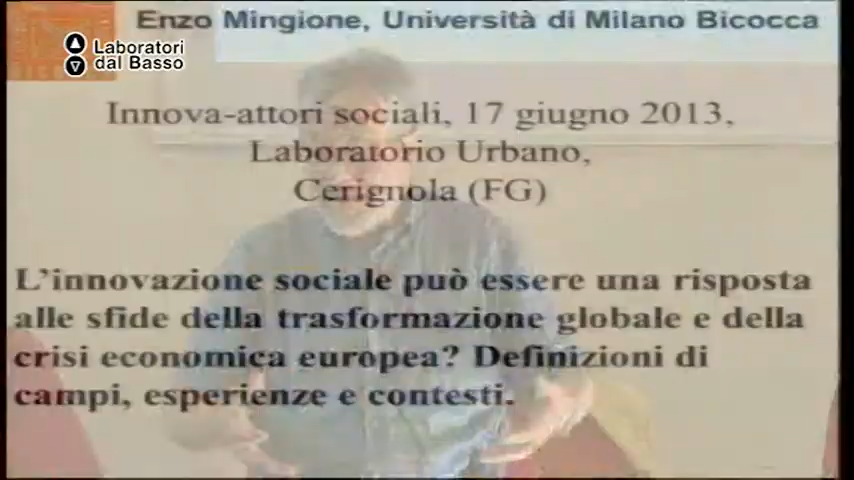 Enzo Mingione, Università di Milano Bicocca
Laboratori
dal Basso
Innova-attori sociali, 17 giugno 2013,
Laboratorio Urbano,
Cerignola (FG)
L'innovazione sociale può essere una risposta
alle sfide della trasformazione globale e della
crisi economica europea? Definizioni di
campi, esperienze e contesti.